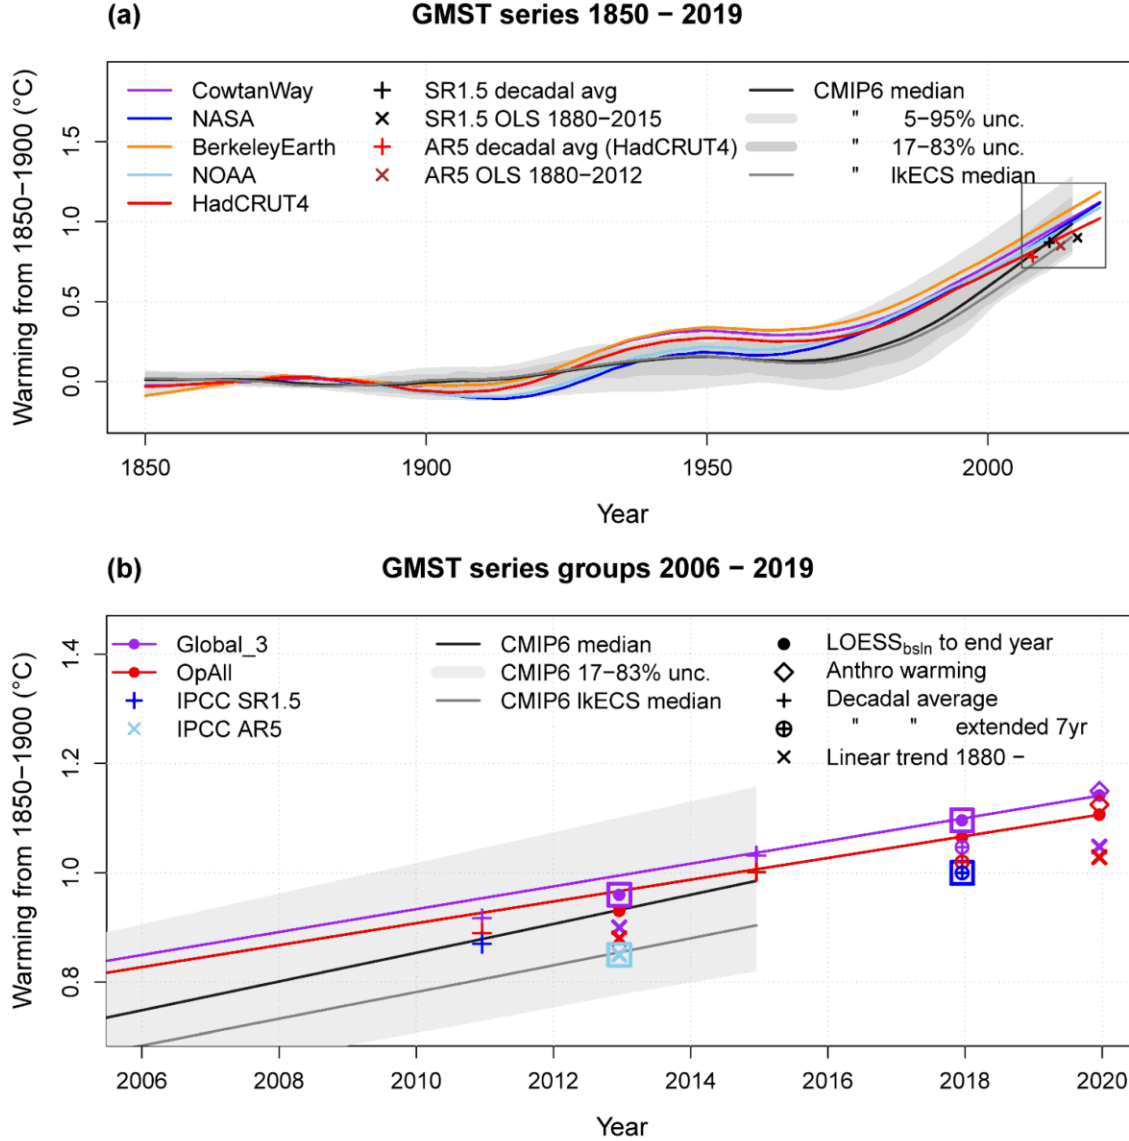 (a) GMST series 1850 − 2019
CowtanWay
NASA
BerkeleyEarth
NOAA
HadCRUT4
SR1.5 decadal avg
SR1.5 OLS 1880−2015
AR5 decadal avg (HadCRUT4)
AR5 OLS 1880−2012
CMIP6 median
" 5−95% unc.
" 17−83% unc.
" lkECS median
Warming from 1850−1900 (°C)
1.5
1.0
0.5
0.0
1850 1900 1950 2000
Year
(b) GMST series groups 2006 − 2019
Global_3
OpAll
IPCC SR1.5
IPCC AR5
CMIP6 median
CMIP6 17−83% unc.
CMIP6 lkECS median
LOESSbsln to end year
Anthro warming
Decadal average
" " extended 7yr
Linear trend 1880 −
Warming from 1850−1900 (°C)
1.4
1.2
1.0
0.8
2006 2008 2010 2012 2014 2016 2018 2020
Year